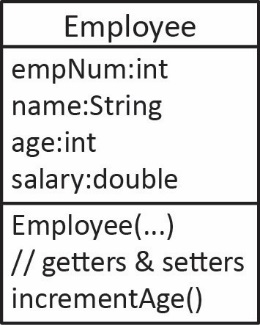 Employee
empNum:int
name:String
age:int
salary:double
Employee(...)
// getters & setters
incrementAge()